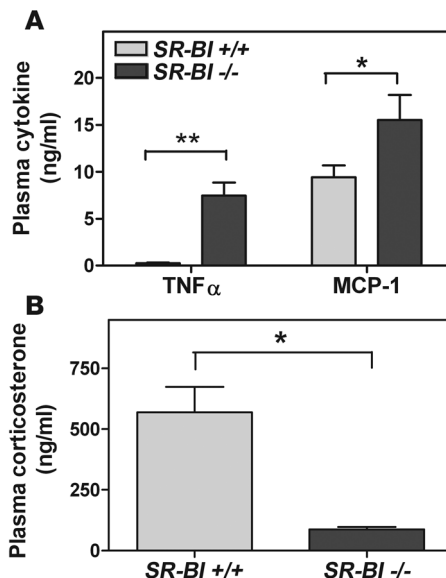 A
SR-BI +/+
SR-BI -/-
Plasma cytokine
(ng/ml)
20
15
10
5
0
**
*
TNFα
MCP-1
B
Plasma corticosterone
(ng/ml)
750
500
250
0
*
SR-BI +/+
SR-BI -/-